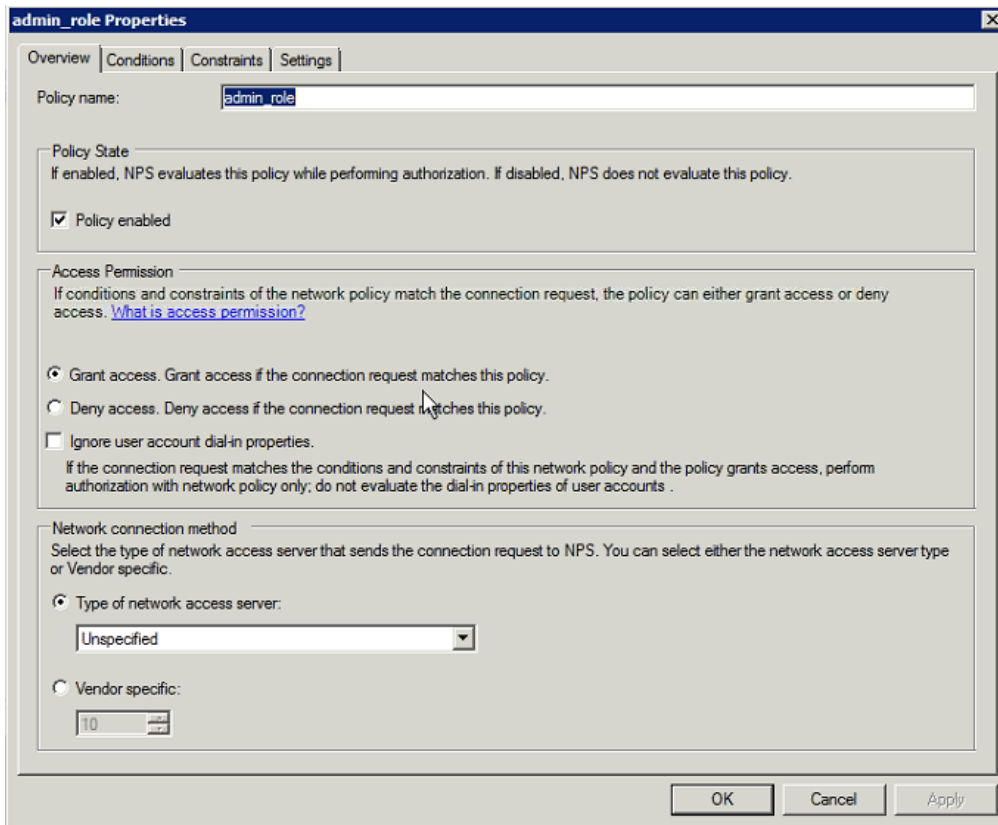 admin_role Properties
Overview
Conditions
Constraints
Settings
Policy name:
admin_role
Policy State
If enabled, NPS evaluates this policy while performing authorization. If disabled, NPS does not evaluate this policy.
Policy enabled
Access Permission
If conditions and constraints of the network policy match the connection request, the policy can either grant access or deny
access. What is access permission?
Grant access. Grant access if the connection request matches this policy.
Deny access. Deny access if the connection request matches this policy.
Ignore user account dial-in properties.
If the connection request matches the conditions and constraints of this network policy and the policy grants access, perform
authorization with network policy only; do not evaluate the dial-in properties of user accounts .
Network connection method
Select the type of network access server that sends the connection request to NPS. You can select either the network access server type
or Vendor specific.
Type of network access server:
Unspecified
Vendor specific:
10
OK
Cancel
Apply